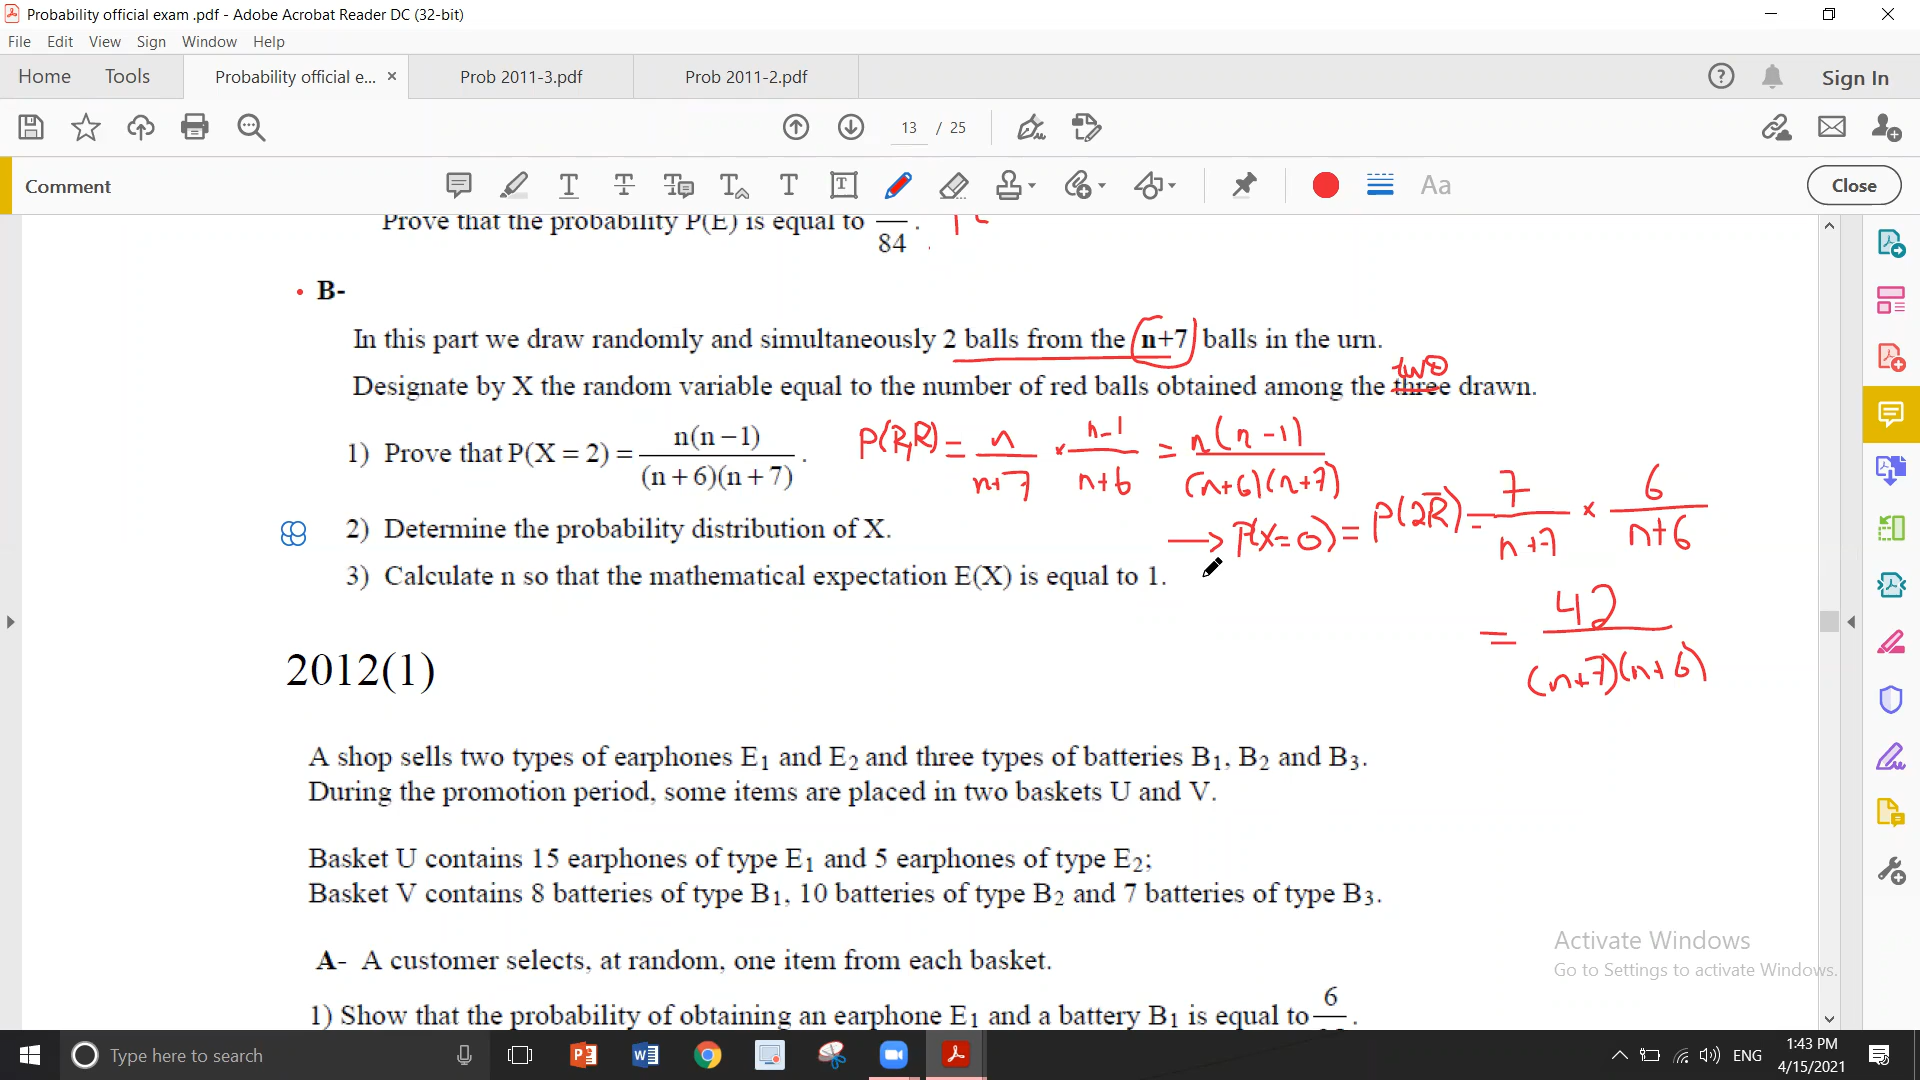 Probability official exam .pdf - Adobe Acrobat Reader DC (32-bit)
File Edit View Sign Window Help
Home Tools Probability official e... × Prob 2011-3.pdf Prob 2011-2.pdf Sign In
13 / 25
Comment Aa Close
Prove that the probability P(E) is equal to /84 .
• B-
In this part we draw randomly and simultaneously 2 balls from the n+7 balls in the urn.
two
Designate by X the random variable equal to the number of red balls obtained among the three drawn.
1) Prove that P(X = 2) = n(n−1)/((n+6)(n+7)) . P(R,R) = n/(n+7) × (n-1)/(n+6) = n(n-1)/((n+6)(n+7))
2) Determine the probability distribution of X. → P(X=0) = P(2R̅) = 7/(n+7) × 6/(n+6)
3) Calculate n so that the mathematical expectation E(X) is equal to 1.
= 42/((n+7)(n+6))
2012(1)
A shop sells two types of earphones E1 and E2 and three types of batteries B1, B2 and B3.
During the promotion period, some items are placed in two baskets U and V.
Basket U contains 15 earphones of type E1 and 5 earphones of type E2;
Basket V contains 8 batteries of type B1, 10 batteries of type B2 and 7 batteries of type B3.
Activate Windows
Go to Settings to activate Windows.
A- A customer selects, at random, one item from each basket.
1) Show that the probability of obtaining an earphone E1 and a battery B1 is equal to 6/ .
Type here to search
ENG
1:43 PM
4/15/2021